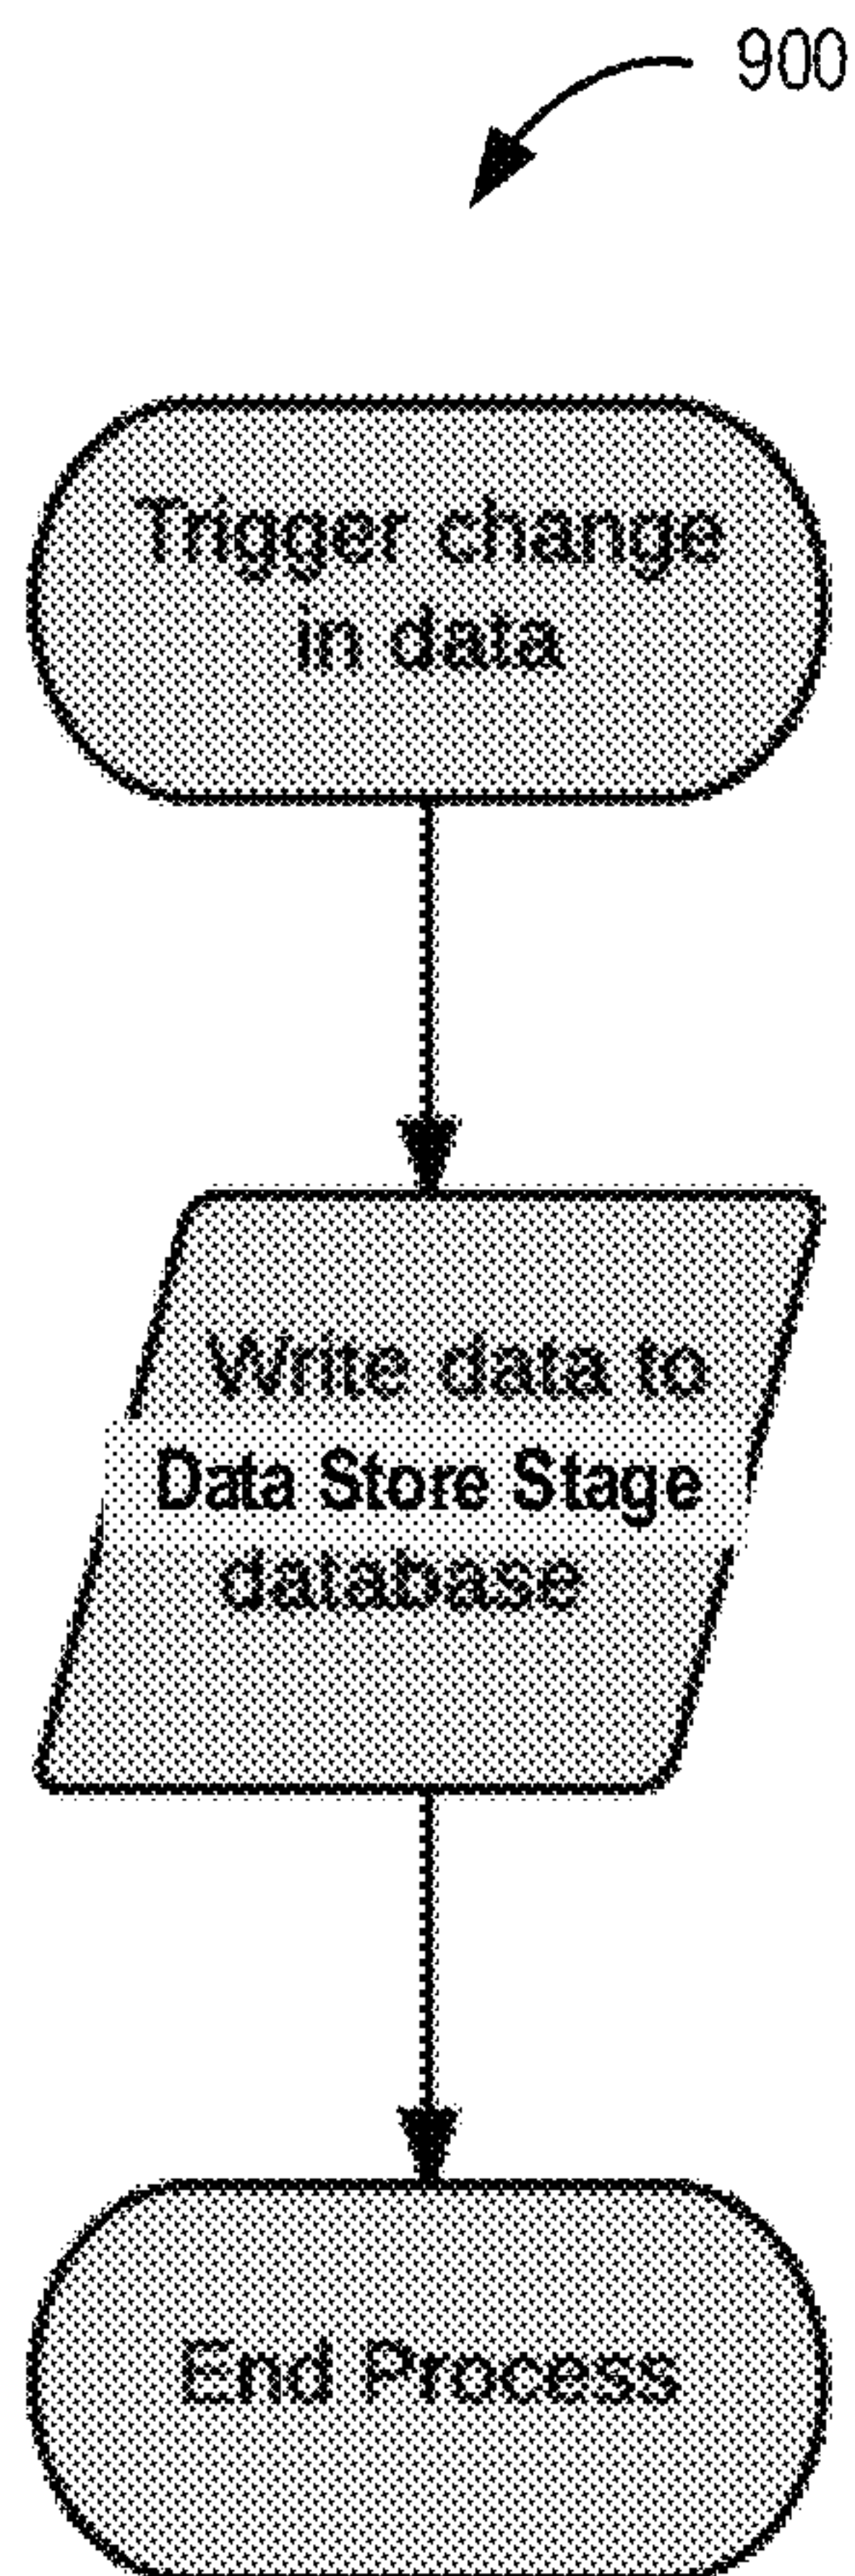 900
Trigger change
in data
Write data to
Data Store Stage
database
End Process